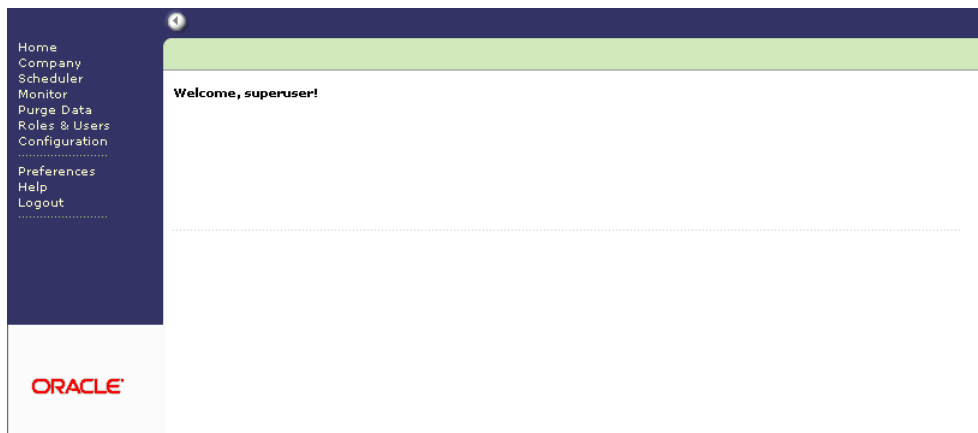 Home
Company
Scheduler
Monitor
Purge Data
Roles & Users
Configuration
Preferences
Help
Logout
Welcome, superuser!
ORACLE